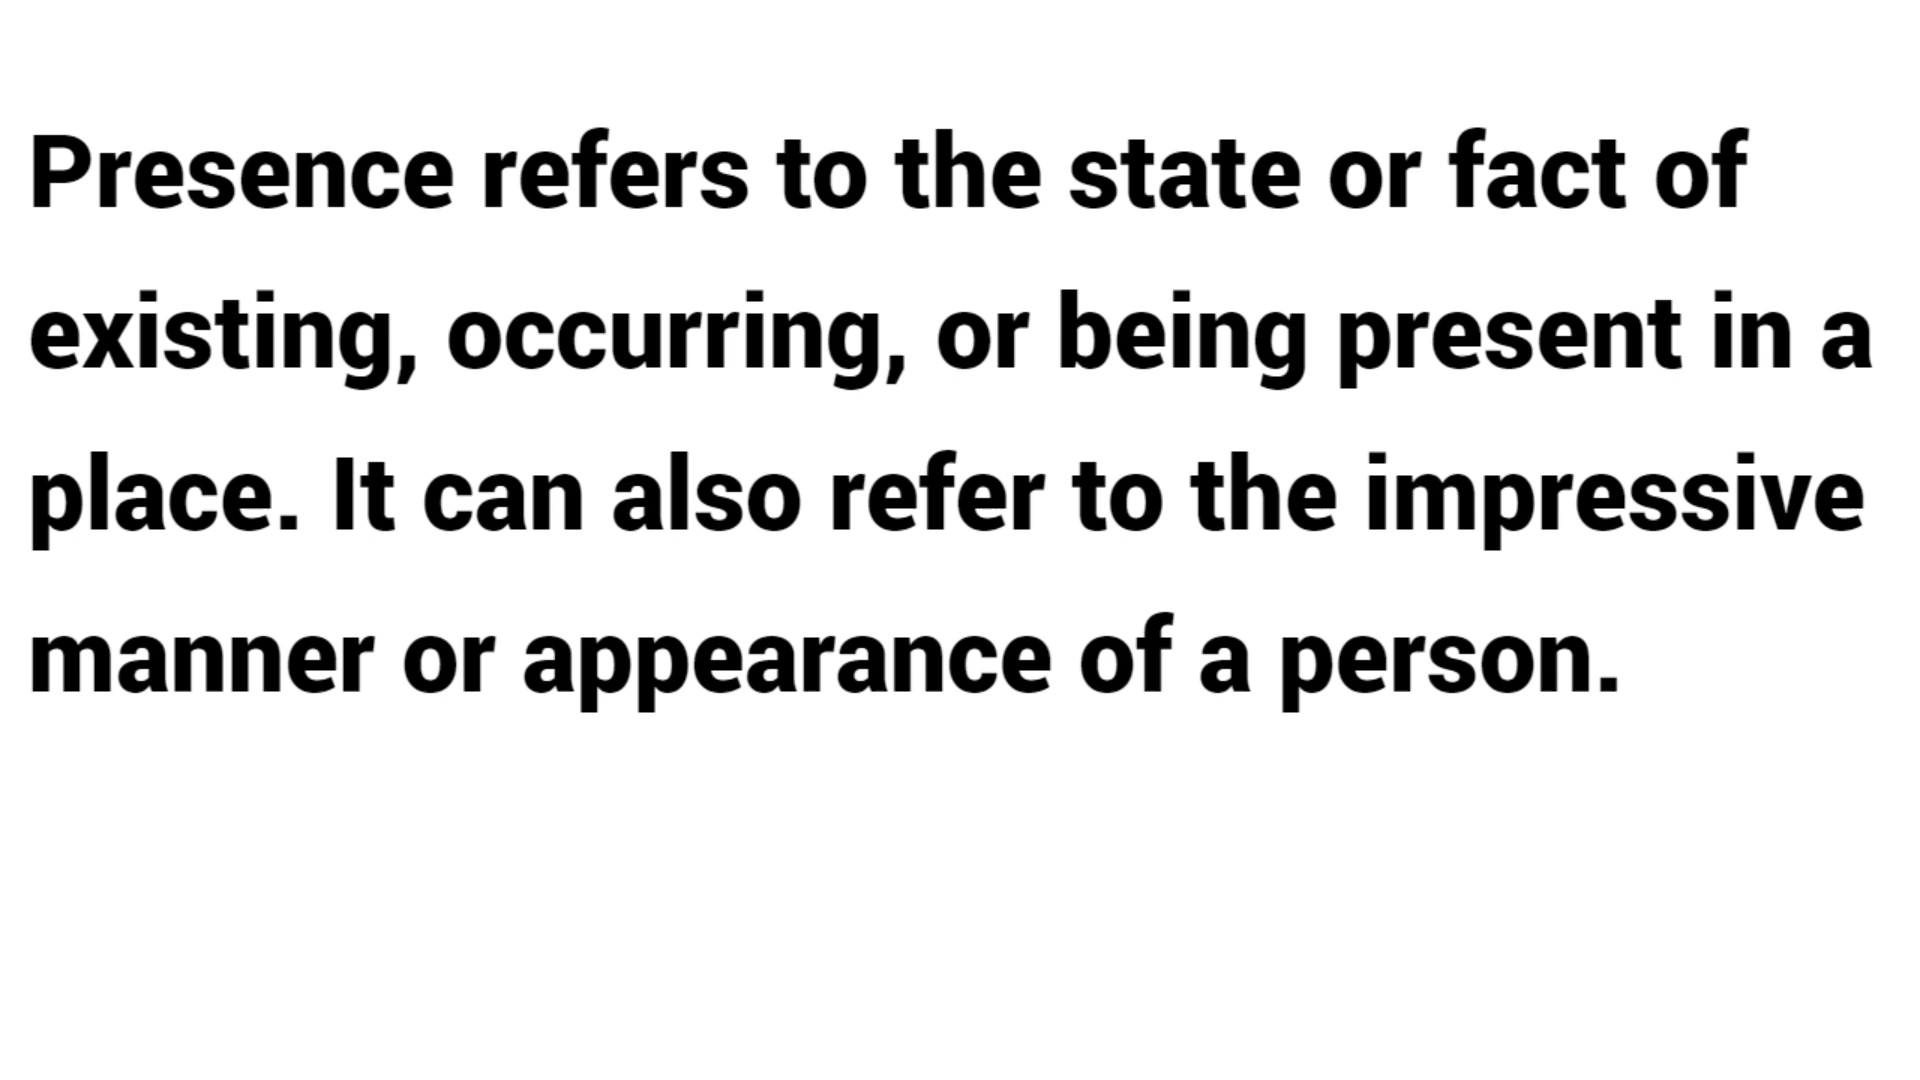 Presence refers to the state or fact of
existing, occurring, or being present in a
place. It can also refer to the impressive
manner or appearance of a person.